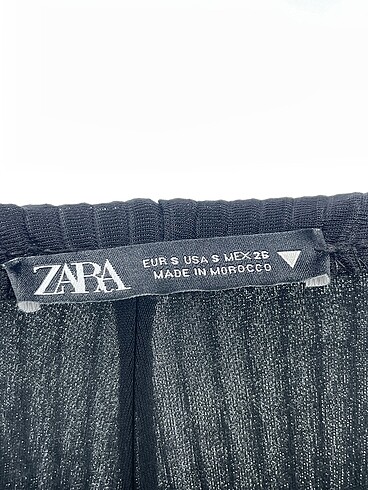 ZARA
EUR S USA S MEX 26
MADE IN MOROCCO